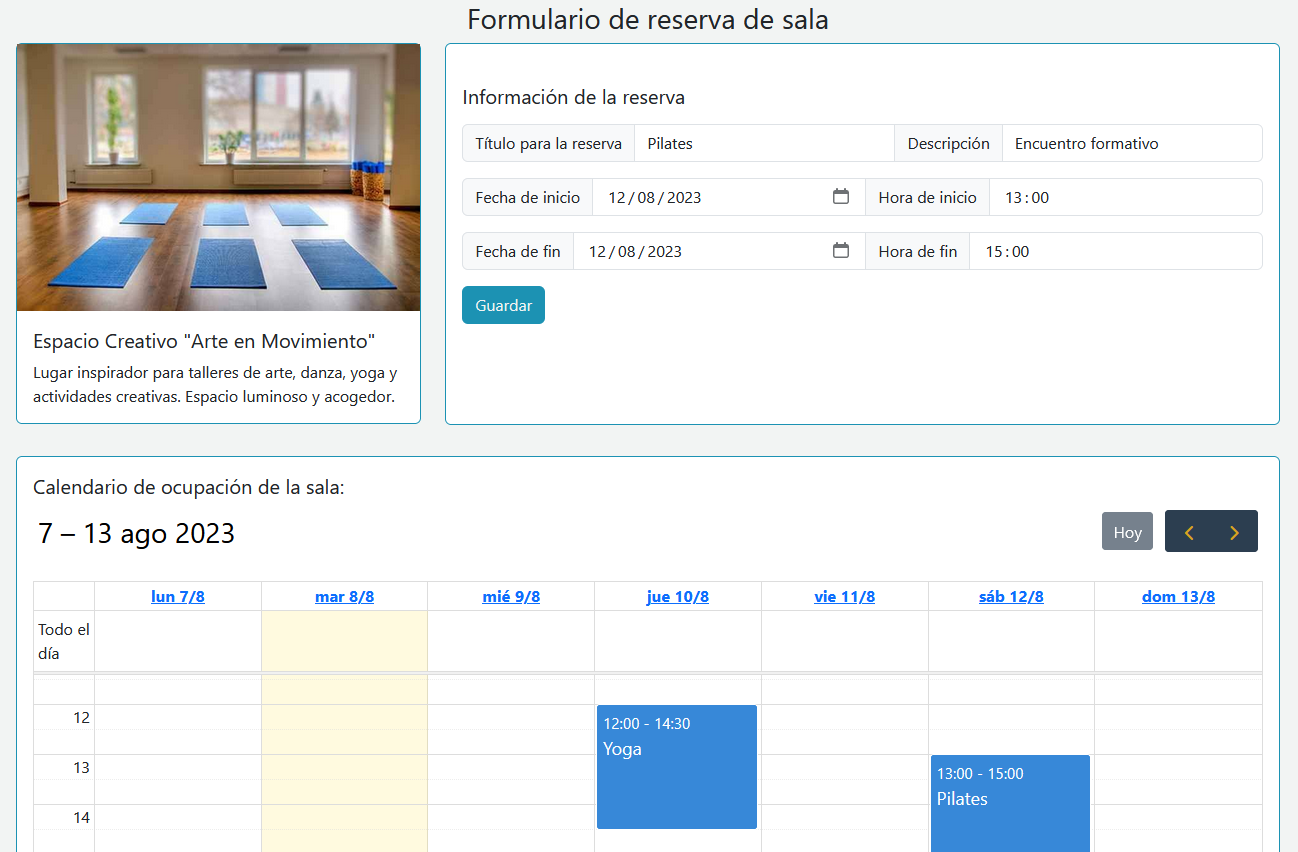 Formulario de reserva de sala
Espacio Creativo "Arte en Movimiento"
Lugar inspirador para talleres de arte, danza, yoga y
actividades creativas. Espacio luminoso y acogedor.
Información de la reserva
Título para la reserva Pilates Descripción Encuentro formativo
Fecha de inicio 12/08/2023 Hora de inicio 13:00
Fecha de fin 12/08/2023 Hora de fin 15:00
Guardar
Calendario de ocupación de la sala:
7 – 13 ago 2023 Hoy
lun 7/8 mar 8/8 mié 9/8 jue 10/8 vie 11/8 sáb 12/8 dom 13/8
Todo el
día
12
12:00 - 14:30
Yoga
13
13:00 - 15:00
Pilates
14